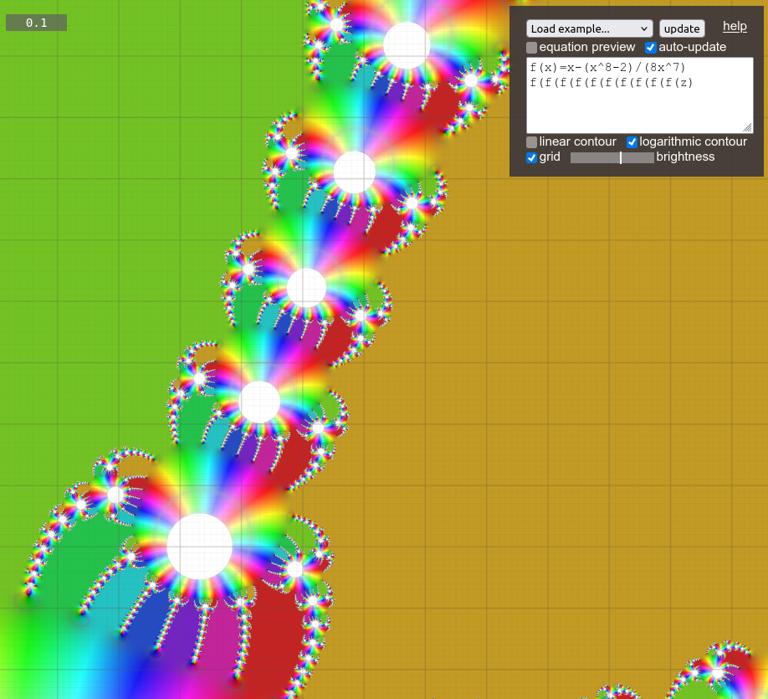 0.1
Load example... update help
equation preview auto-update
f(x)=x-(x^8-2)/(8x^7)
f(f(f(f(f(f(f(f(f(f(z)
linear contour logarithmic contour
grid brightness